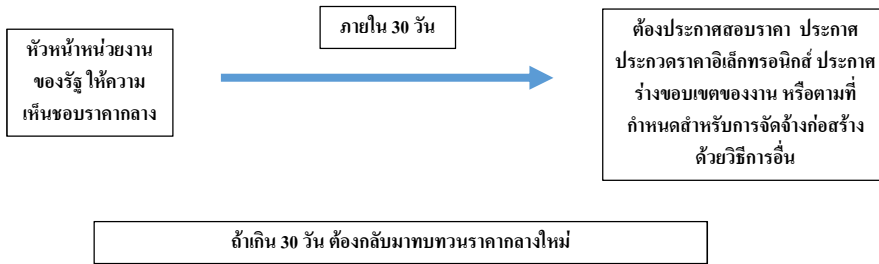 หัวหน้าหน่วยงาน
ของรัฐ ให้ความ
เห็นชอบราคากลาง
ภายใน 30 วัน
ต้องประกาศสอบราคา ประกาศ
ประกวดราคาอิเล็กทรอนิกส์ ประกาศ
ร่างขอบเขตของงาน หรือตามที่
กำหนดสำหรับการจัดจ้างก่อสร้าง
ด้วยวิธีการอื่น
ถ้าเกิน 30 วัน ต้องกลับมาทบทวนราคากลางใหม่